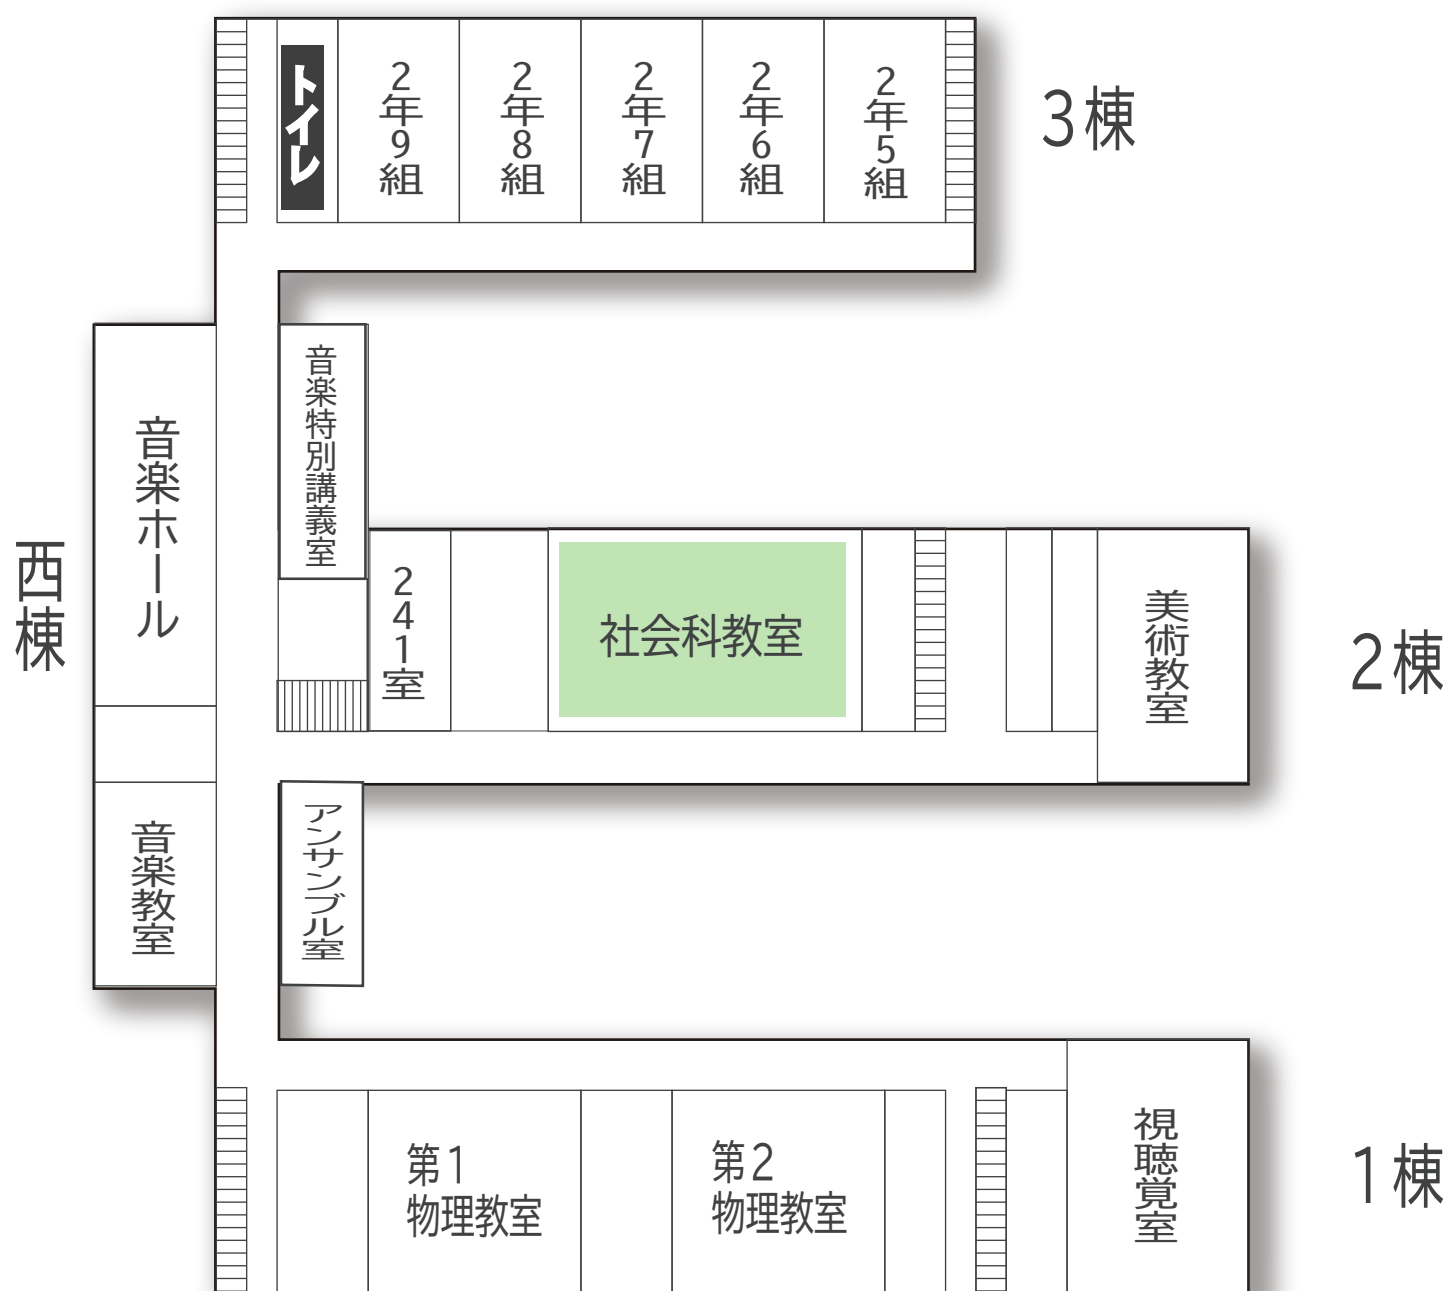 トイレ
2年9組
2年8組
2年7組
2年6組
2年5組
3棟
音楽特別講義室
音楽ホール
西棟
241室
社会科教室
美術教室
2棟
音楽教室
アンサンブル室
第1
物理教室
第2
物理教室
視聴覚室
1棟